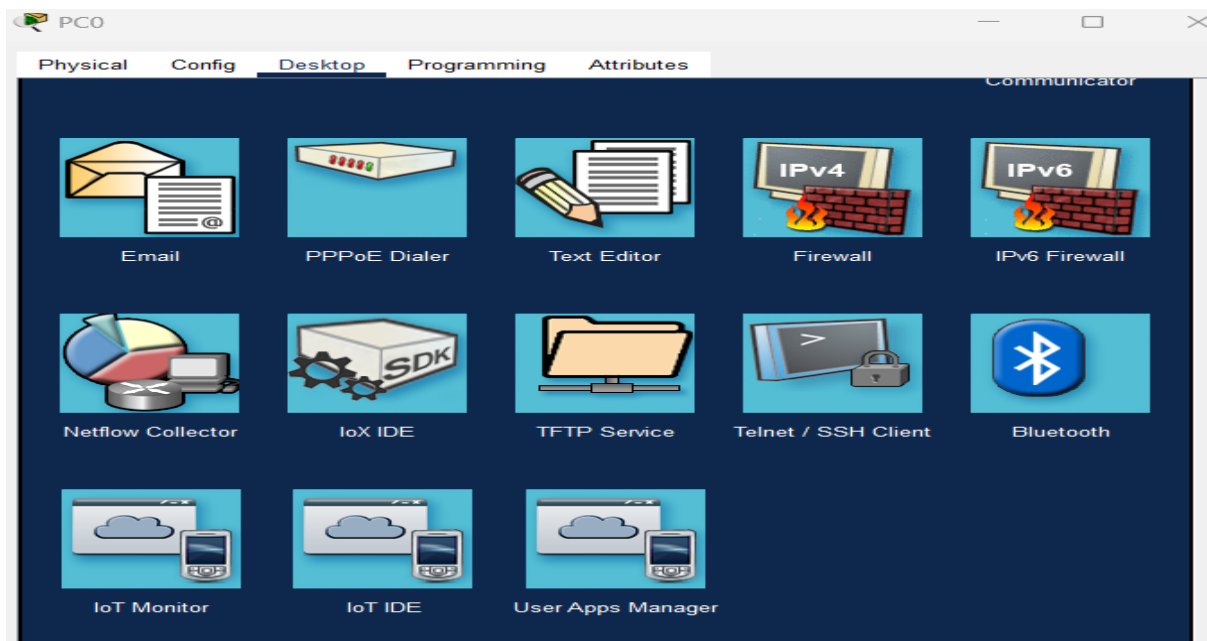 PC0
Physical Config Desktop Programming Attributes
Communicator
IPv4 IPv6
@
Email PPPoE Dialer Text Editor Firewall IPv6 Firewall
SDK
>
Netflow Collector IoX IDE TFTP Service Telnet / SSH Client Bluetooth
IoT Monitor IoT IDE User Apps Manager